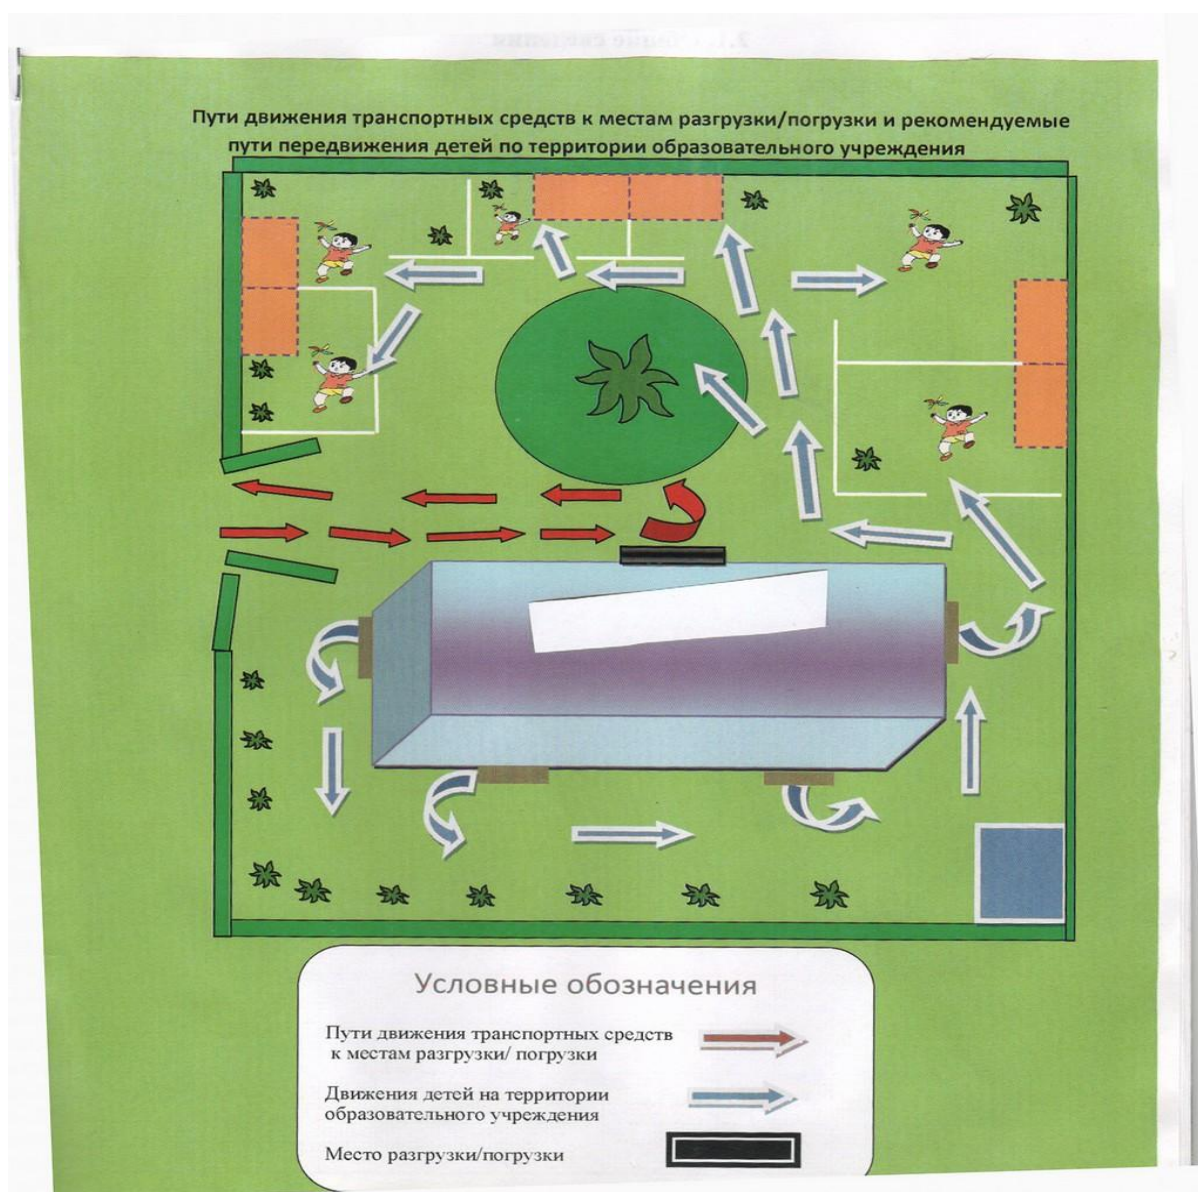 Пути движения транспортных средств к местам разгрузки/погрузки и рекомендуемые
пути передвижения детей по территории образовательного учреждения
Условные обозначения
Пути движения транспортных средств
к местам разгрузки/ погрузки
Движения детей на территории
образовательного учреждения
Место разгрузки/погрузки